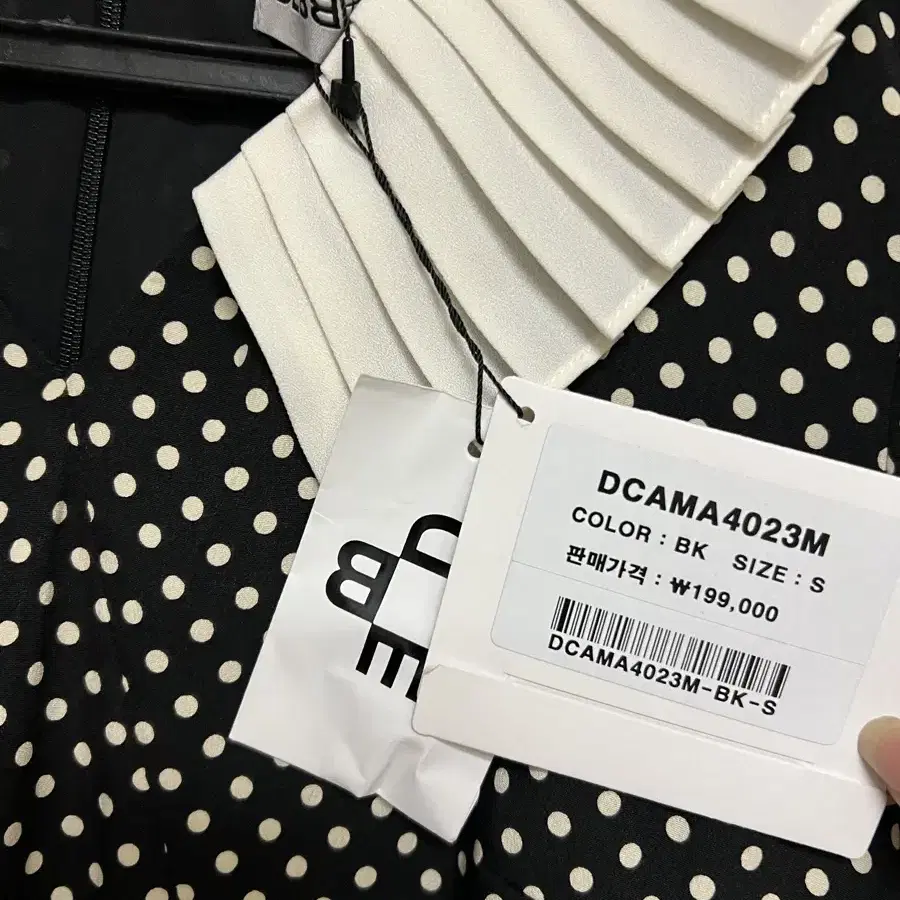 DCAMA4023M
COLOR : BK SIZE : S
판매가격 : ₩199,000
DCAMA4023M-BK-S